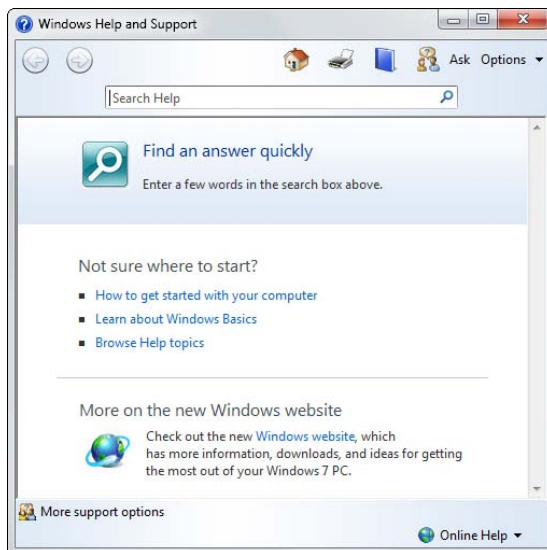 Windows Help and Support
Ask Options
Search Help
Find an answer quickly
Enter a few words in the search box above.
Not sure where to start?
How to get started with your computer
Learn about Windows Basics
Browse Help topics
More on the new Windows website
Check out the new Windows website, which
has more information, downloads, and ideas for getting
the most out of your Windows 7 PC.
More support options
Online Help